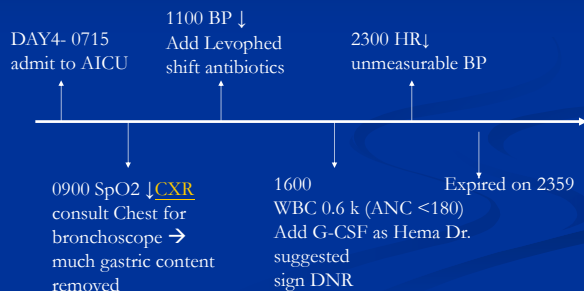 DAY4- 0715
admit to AICU
1100 BP ↓
Add Levophed
shift antibiotics
2300 HR↓
unmeasurable BP
0900 SpO2 ↓CXR
consult Chest for
bronchoscope →
much gastric content
removed
1600
WBC 0.6 k (ANC <180)
Add G-CSF as Hema Dr.
suggested
sign DNR
Expired on 2359